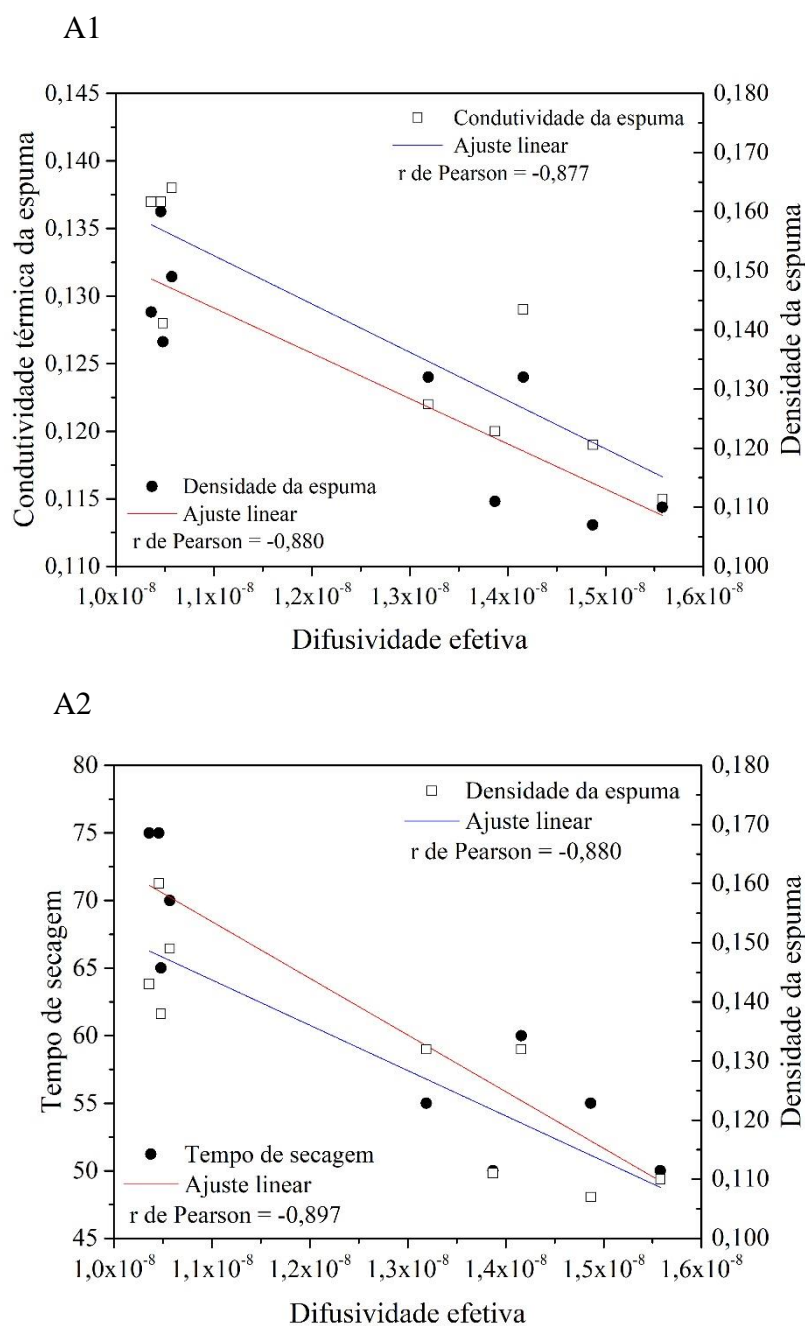 A1
0,145
0,140
0,135
0,130
0,125
0,120
0,115
0,110
Condutividade térmica da espuma
Condutividade da espuma
Ajuste linear
r de Pearson = -0,877
Densidade da espuma
Ajuste linear
r de Pearson = -0,880
0,180
0,170
0,160
0,150
0,140
0,130
0,120
0,110
0,100
Densidade da espuma
1,0x10⁻⁸ 1,1x10⁻⁸ 1,2x10⁻⁸ 1,3x10⁻⁸ 1,4x10⁻⁸ 1,5x10⁻⁸ 1,6x10⁻⁸
Difusividade efetiva
A2
80
75
70
65
60
55
50
45
Tempo de secagem
Densidade da espuma
Ajuste linear
r de Pearson = -0,880
Tempo de secagem
Ajuste linear
r de Pearson = -0,897
0,180
0,170
0,160
0,150
0,140
0,130
0,120
0,110
0,100
Densidade da espuma
1,0x10⁻⁸ 1,1x10⁻⁸ 1,2x10⁻⁸ 1,3x10⁻⁸ 1,4x10⁻⁸ 1,5x10⁻⁸ 1,6x10⁻⁸
Difusividade efetiva